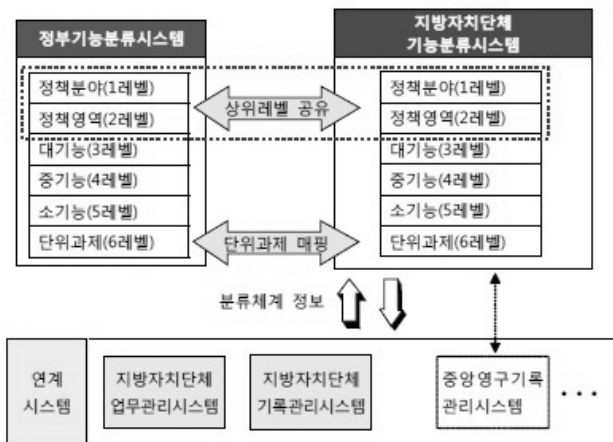 정부기능분류시스템
지방자치단체
기능분류시스템
정책분야(1레벨)
정책영역(2레벨)
대기능(3레벨)
중기능(4레벨)
소기능(5레벨)
단위과제(6레벨)
상위레벨 공유
단위과제 매핑
정책분야(1레벨)
정책영역(2레벨)
대기능(3레벨)
중기능(4레벨)
소기능(5레벨)
단위과제(6레벨)
분류체계 정보
연계
시스템
지방자치단체
업무관리시스템
지방자치단체
기록관리시스템
중앙영구기록
관리시스템
...